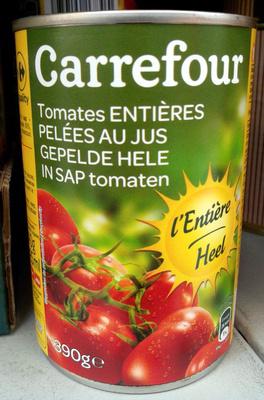 Carrefour
Tomates ENTIÈRES
PELÉES AU JUS
GEPELDE HELE
IN SAP tomaten
l'Entière
Heel
390g℮